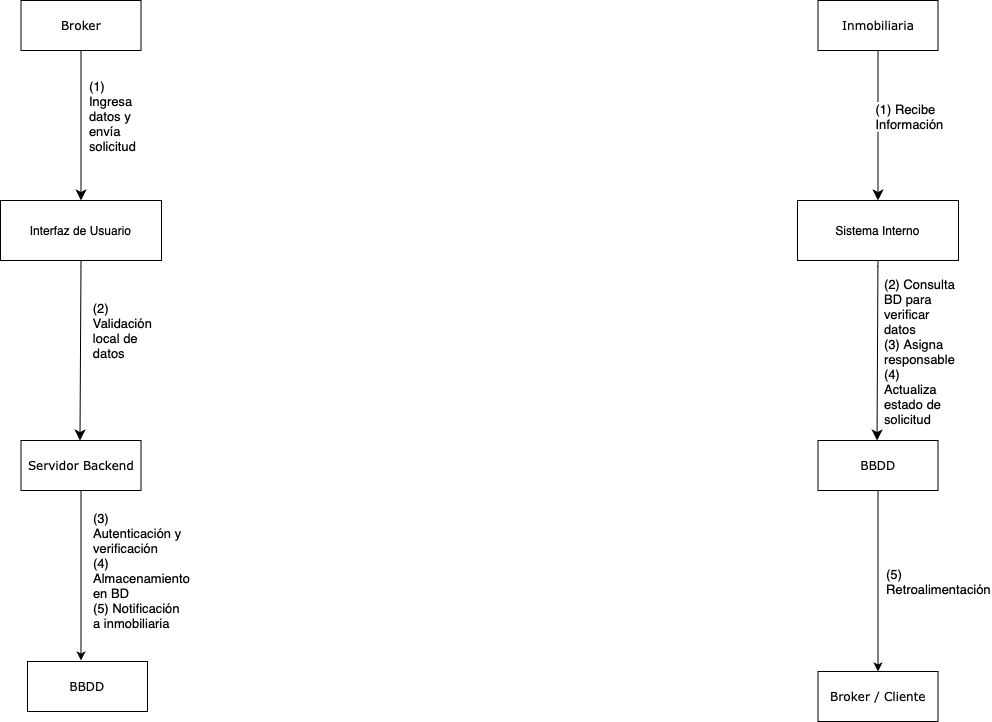 Broker
(1)
Ingresa
datos y
envía
solicitud
Interfaz de Usuario
(2)
Validación
local de
datos
Servidor Backend
(3)
Autenticación y
verificación
(4)
Almacenamiento
en BD
(5) Notificación
a inmobiliaria
BBDD
Inmobiliaria
(1) Recibe
Información
Sistema Interno
(2) Consulta
BD para
verificar
datos
(3) Asigna
responsable
(4)
Actualiza
estado de
solicitud
BBDD
(5)
Retroalimentación
Broker / Cliente